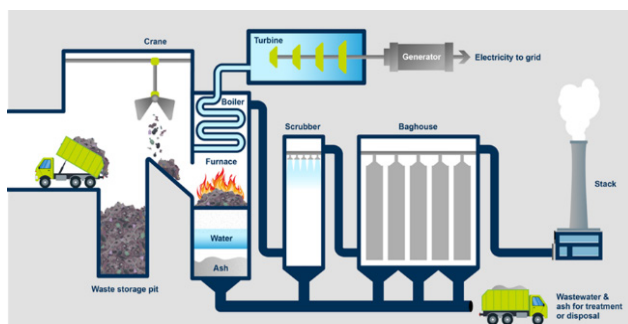 Crane
Turbine
Generator
Electricity to grid
Boiler
Scrubber
Baghouse
Furnace
Stack
Water
Ash
Waste storage pit
Wastewater &
ash for treatment
or disposal